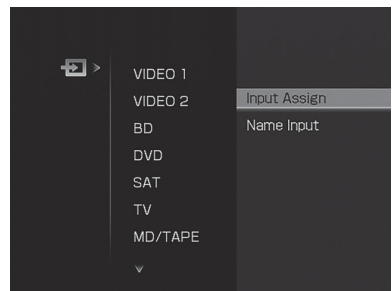 VIDEO 1
VIDEO 2
BD
DVD
SAT
TV
MD/TAPE
Input Assign
Name Input